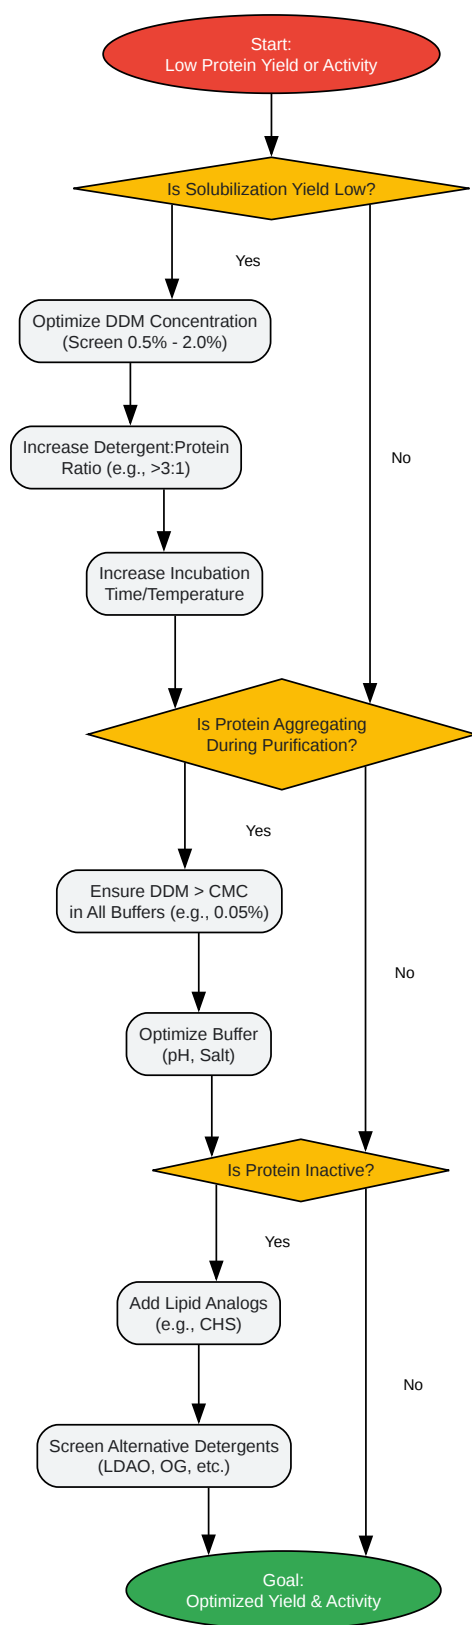 Start:
Low Protein Yield or Activity
Is Solubilization Yield Low?
Yes
Optimize DDM Concentration
(Screen 0.5% - 2.0%)
Increase Detergent:Protein
Ratio (e.g., >3:1)
No
Increase Incubation
Time/Temperature
Is Protein Aggregating
During Purification?
Yes
Ensure DDM > CMC
in All Buffers (e.g., 0.05%)
No
Optimize Buffer
(pH, Salt)
Is Protein Inactive?
Yes
Add Lipid Analogs
(e.g., CHS)
No
Screen Alternative Detergents
(LDAO, OG, etc.)
Goal:
Optimized Yield & Activity